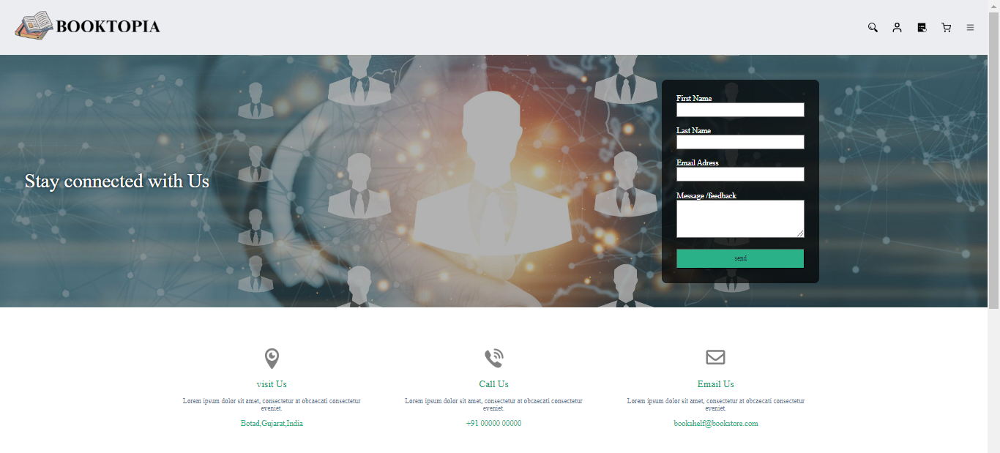 BOOKTOPIA
Stay connected with Us
First Name
Last Name
Email Adress
Message /feedback
send
visit Us
Lorem ipsum dolor sit amet, consectetur at obcaecati consectetur
eveniet.
Botad,Gujarat,India
Call Us
Lorem ipsum dolor sit amet, consectetur at obcaecati consectetur
eveniet.
+91 00000 00000
Email Us
Lorem ipsum dolor sit amet, consectetur at obcaecati consectetur
eveniet.
bookshelf@bookstore.com